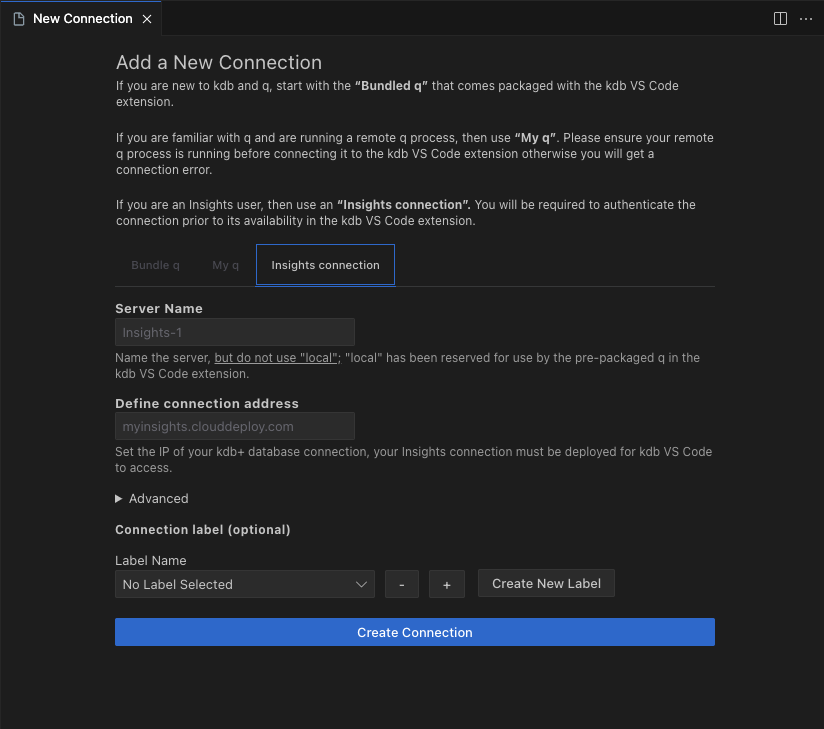 New Connection
Add a New Connection
If you are new to kdb and q, start with the “Bundled q” that comes packaged with the kdb VS Code
extension.
If you are familiar with q and are running a remote q process, then use “My q”. Please ensure your remote
q process is running before connecting it to the kdb VS Code extension otherwise you will get a
connection error.
If you are an Insights user, then use an “Insights connection”. You will be required to authenticate the
connection prior to its availability in the kdb VS Code extension.
Bundle q My q Insights connection
Server Name
Insights-1
Name the server, but do not use "local"; "local" has been reserved for use by the pre-packaged q in the
kdb VS Code extension.
Define connection address
myinsights.clouddeploy.com
Set the IP of your kdb+ database connection, your Insights connection must be deployed for kdb VS Code
to access.
Advanced
Connection label (optional)
Label Name
No Label Selected - + Create New Label
Create Connection